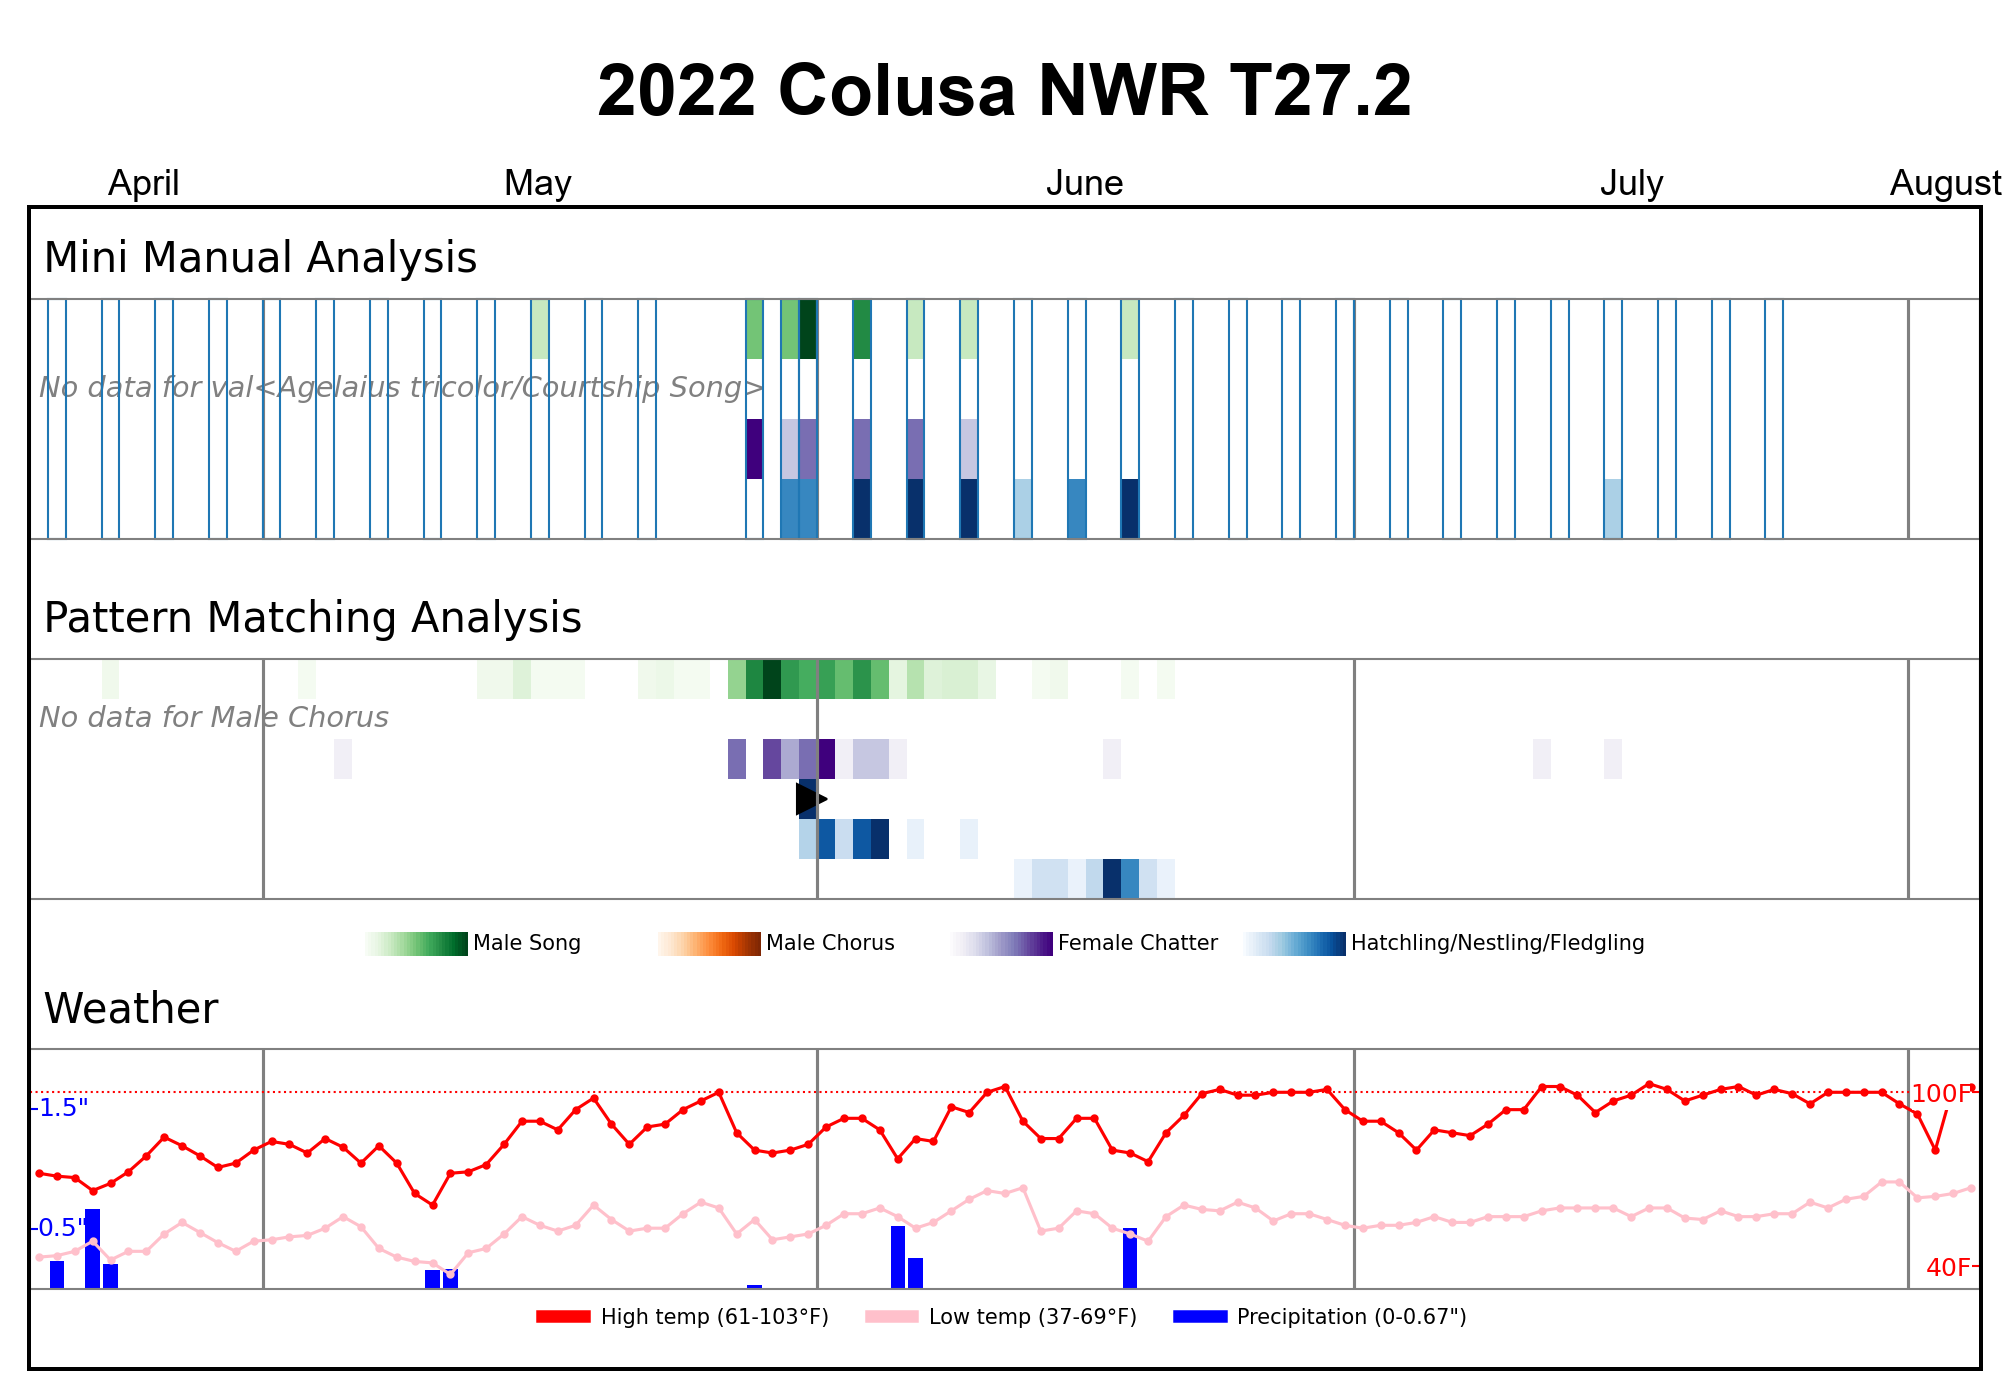 2022 Colusa NWR T27.2
April May June July August
Mini Manual Analysis
No data for val<Agelaius tricolor/Courtship Song>
Pattern Matching Analysis
No data for Male Chorus
Male Song Male Chorus Female Chatter Hatchling/Nestling/Fledgling
Weather
100F
1.5"
0.5"
40F
High temp (61-103°F) Low temp (37-69°F) Precipitation (0-0.67")